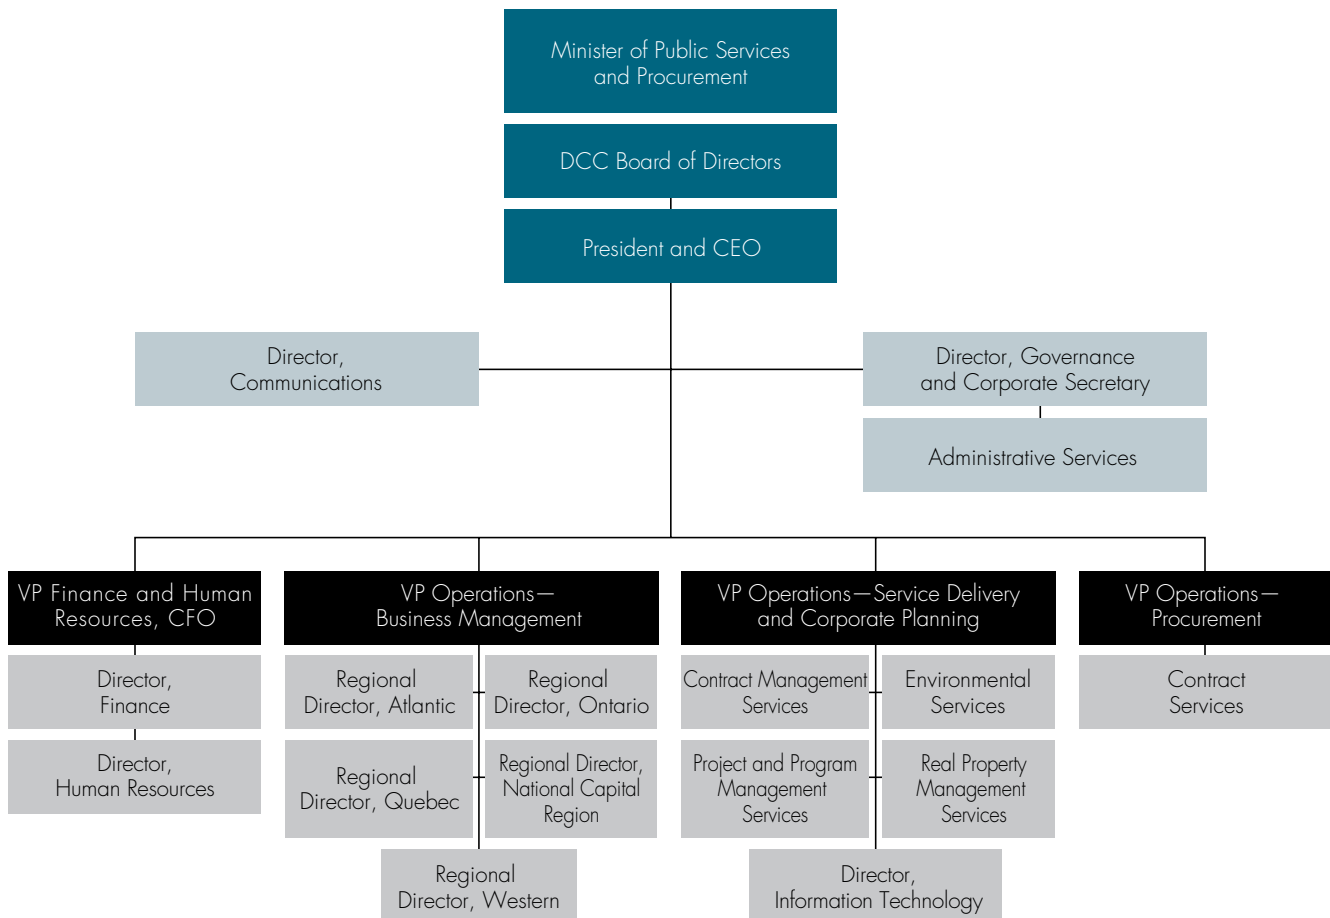 Minister of Public Services
and Procurement
DCC Board of Directors
President and CEO
Director,
Communications
Director, Governance
and Corporate Secretary
Administrative Services
VP Finance and Human
Resources, CFO
Director,
Finance
Director,
Human Resources
VP Operations—
Business Management
Regional
Director, Atlantic
Regional
Director, Ontario
Regional
Director, Quebec
Regional Director,
National Capital
Region
Regional
Director, Western
VP Operations—Service Delivery
and Corporate Planning
Contract Management
Services
Environmental
Services
Project and Program
Management
Services
Real Property
Management
Services
Director,
Information Technology
VP Operations—
Procurement
Contract
Services